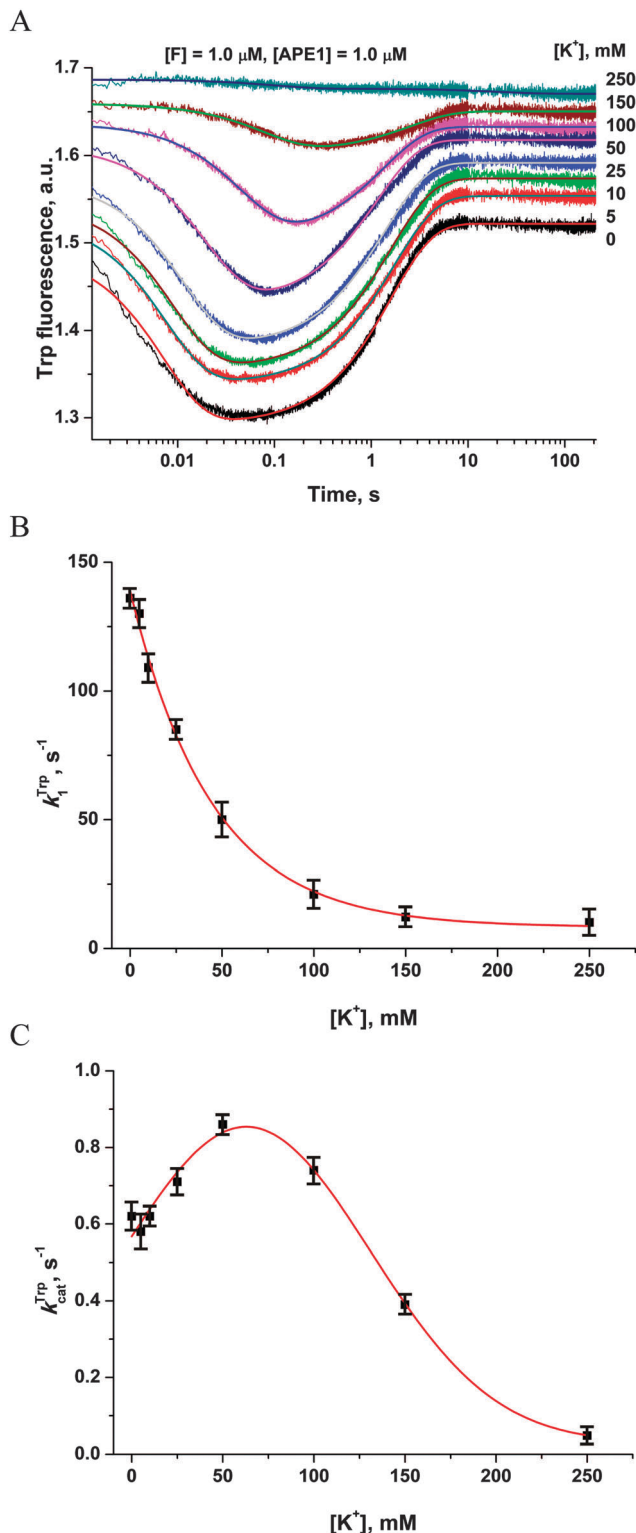 A
[F] = 1.0 μM, [APE1] = 1.0 μM
[K⁺], mM
1.7
1.6
1.5
1.4
1.3
250
150
100
50
25
10
5
0
Trp fluorescence, a.u.
0.01 0.1 1 10 100
Time, s
B
150
100
50
0
k₁ᵀʳᵖ, s⁻¹
0 50 100 150 200 250
[K⁺], mM
C
1.0
0.8
0.6
0.4
0.2
0.0
k_cat^Trp, s⁻¹
0 50 100 150 200 250
[K⁺], mM